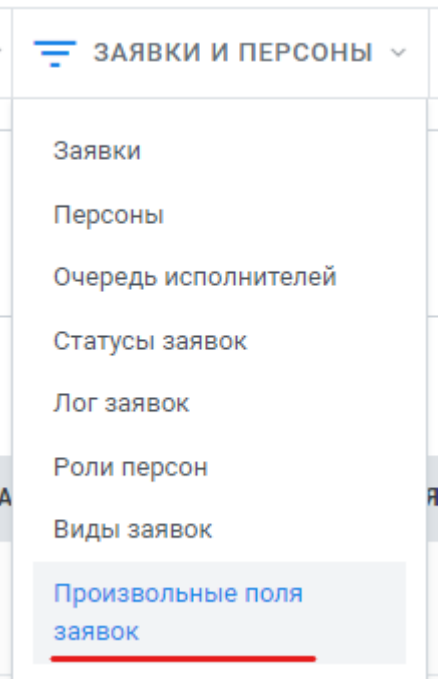 ЗАЯВКИ И ПЕРСОНЫ
Заявки
Персоны
Очередь исполнителей
Статусы заявок
Лог заявок
Роли персон
Виды заявок
Произвольные поля
заявок